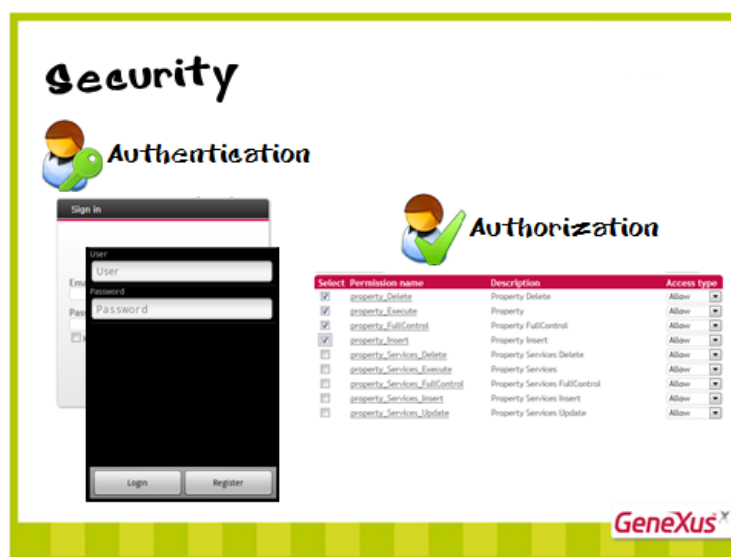 Security
Authentication
Sign in
User
User
Password
Password
Login
Register
Authorization
Select Permission name Description Access type
property_Delete Property Delete Allow
property_Execute Property Allow
property_FullControl Property FullControl Allow
property_Insert Property Insert Allow
property_Services_Delete Property Services Delete Allow
property_Services_Execute Property Services Allow
property_Services_FullControl Property Services FullControl Allow
property_Services_Insert Property Services Insert Allow
property_Services_Update Property Services Update Allow
GeneXus X